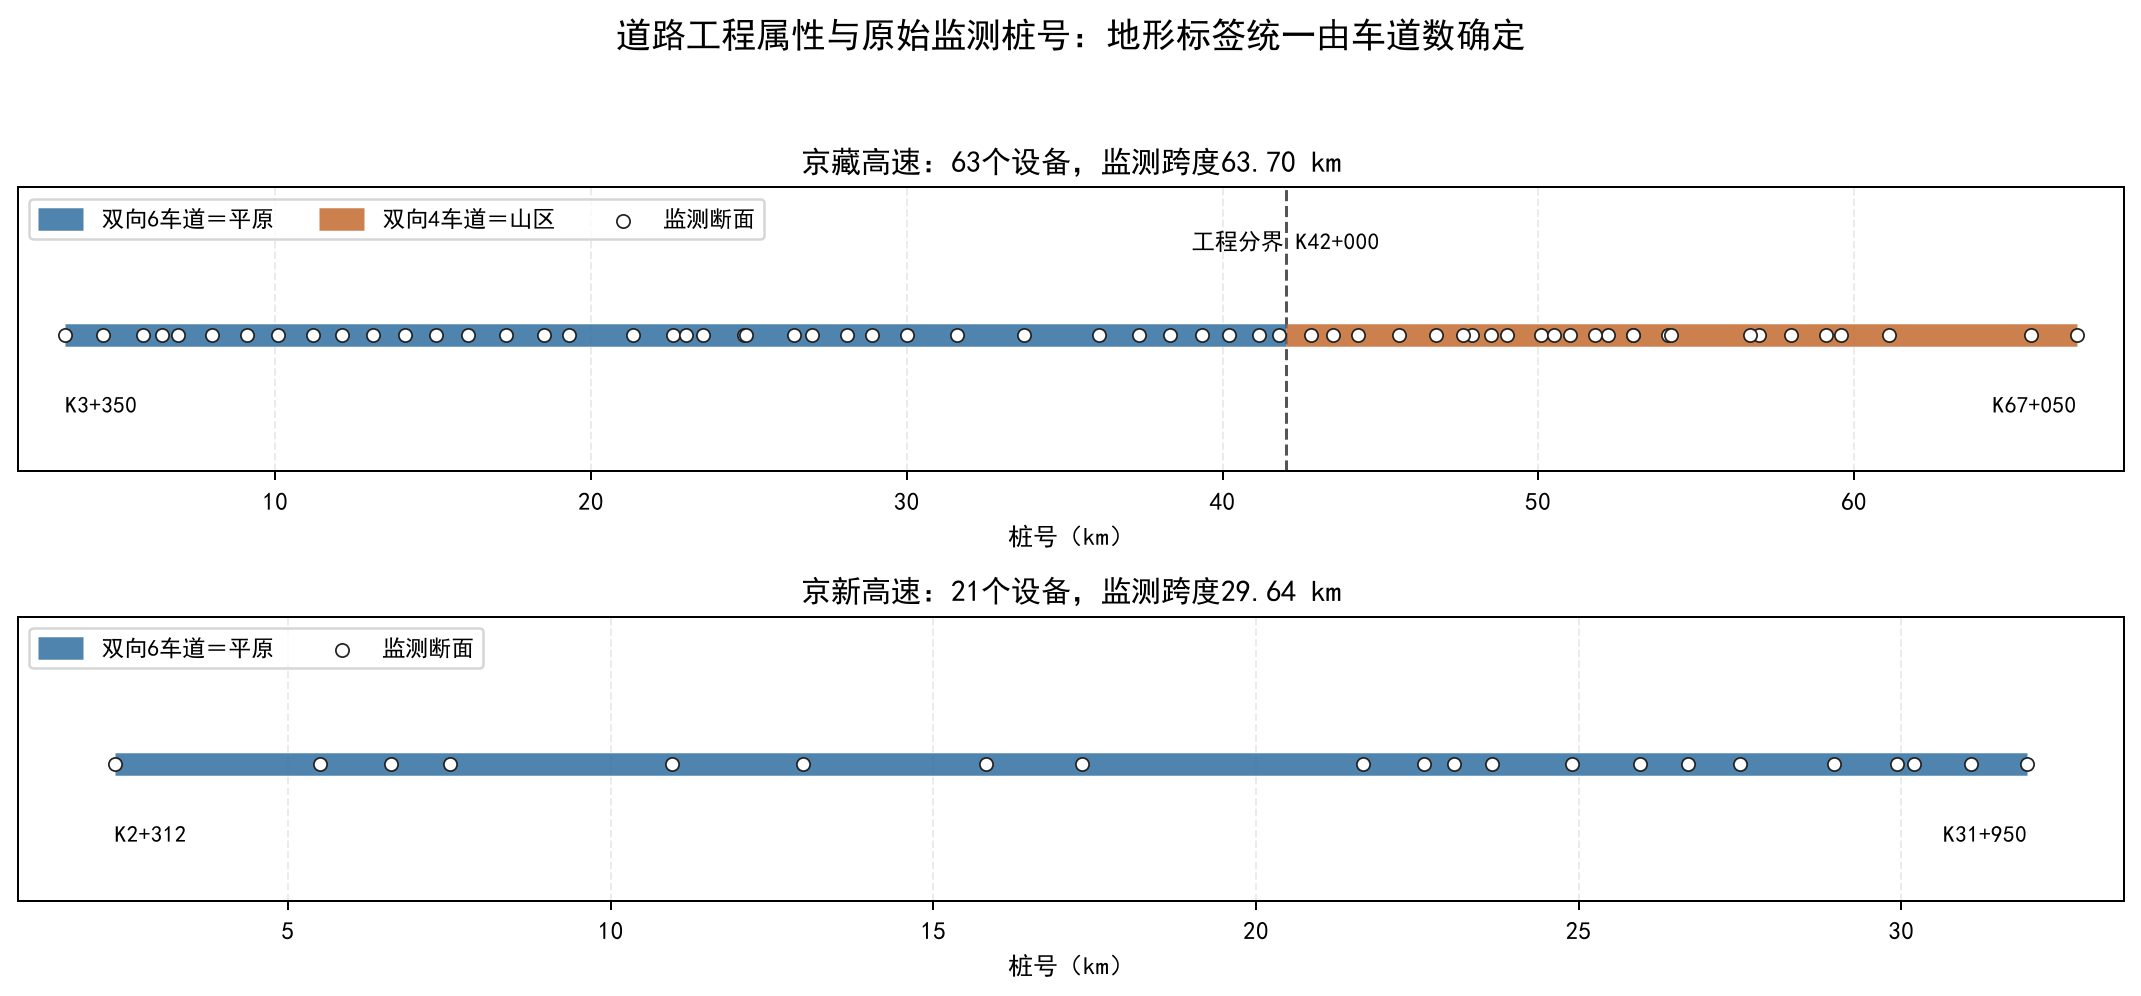 道路工程属性与原始监测桩号：地形标签统一由车道数确定
京藏高速：63个设备，监测跨度63.70 km
双向6车道＝平原 双向4车道＝山区 监测断面
工程分界 K42+000
K3+350 K67+050
10 20 30 40 50 60
桩号（km）
京新高速：21个设备，监测跨度29.64 km
双向6车道＝平原 监测断面
K2+312 K31+950
5 10 15 20 25 30
桩号（km）